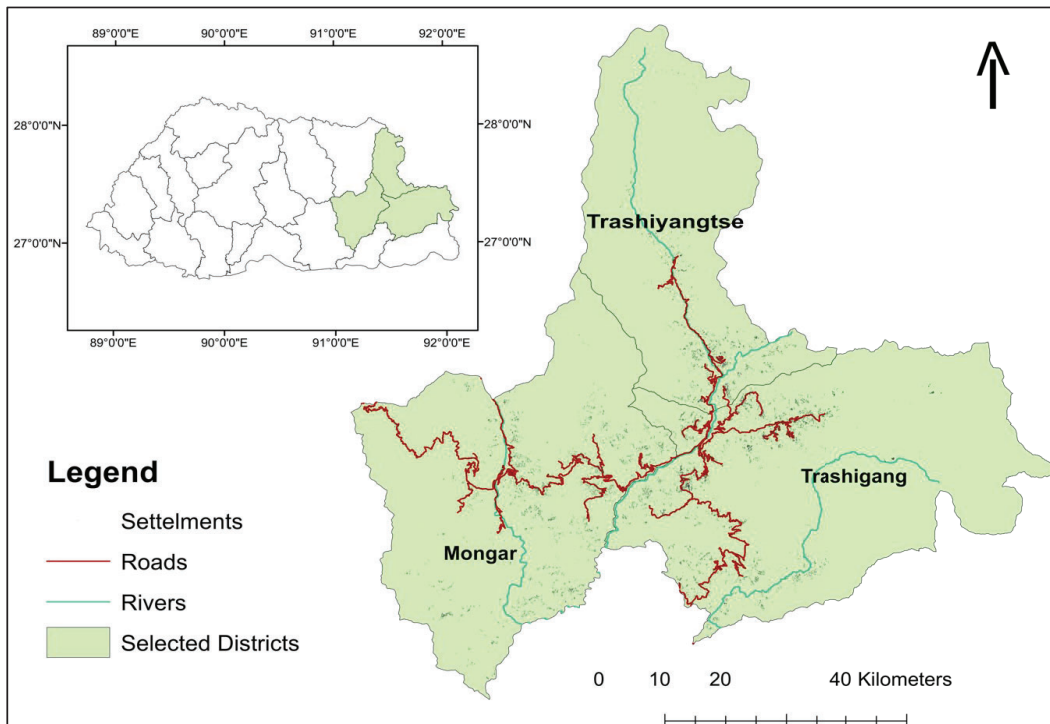 89°0'0"E 90°0'0"E 91°0'0"E 92°0'0"E
28°0'0"N 28°0'0"N
27°0'0"N 27°0'0"N
89°0'0"E 90°0'0"E 91°0'0"E 92°0'0"E
Trashiyangtse
Trashigang
Mongar
Legend
Settelments
Roads
Rivers
Selected Districts
0 10 20 40 Kilometers